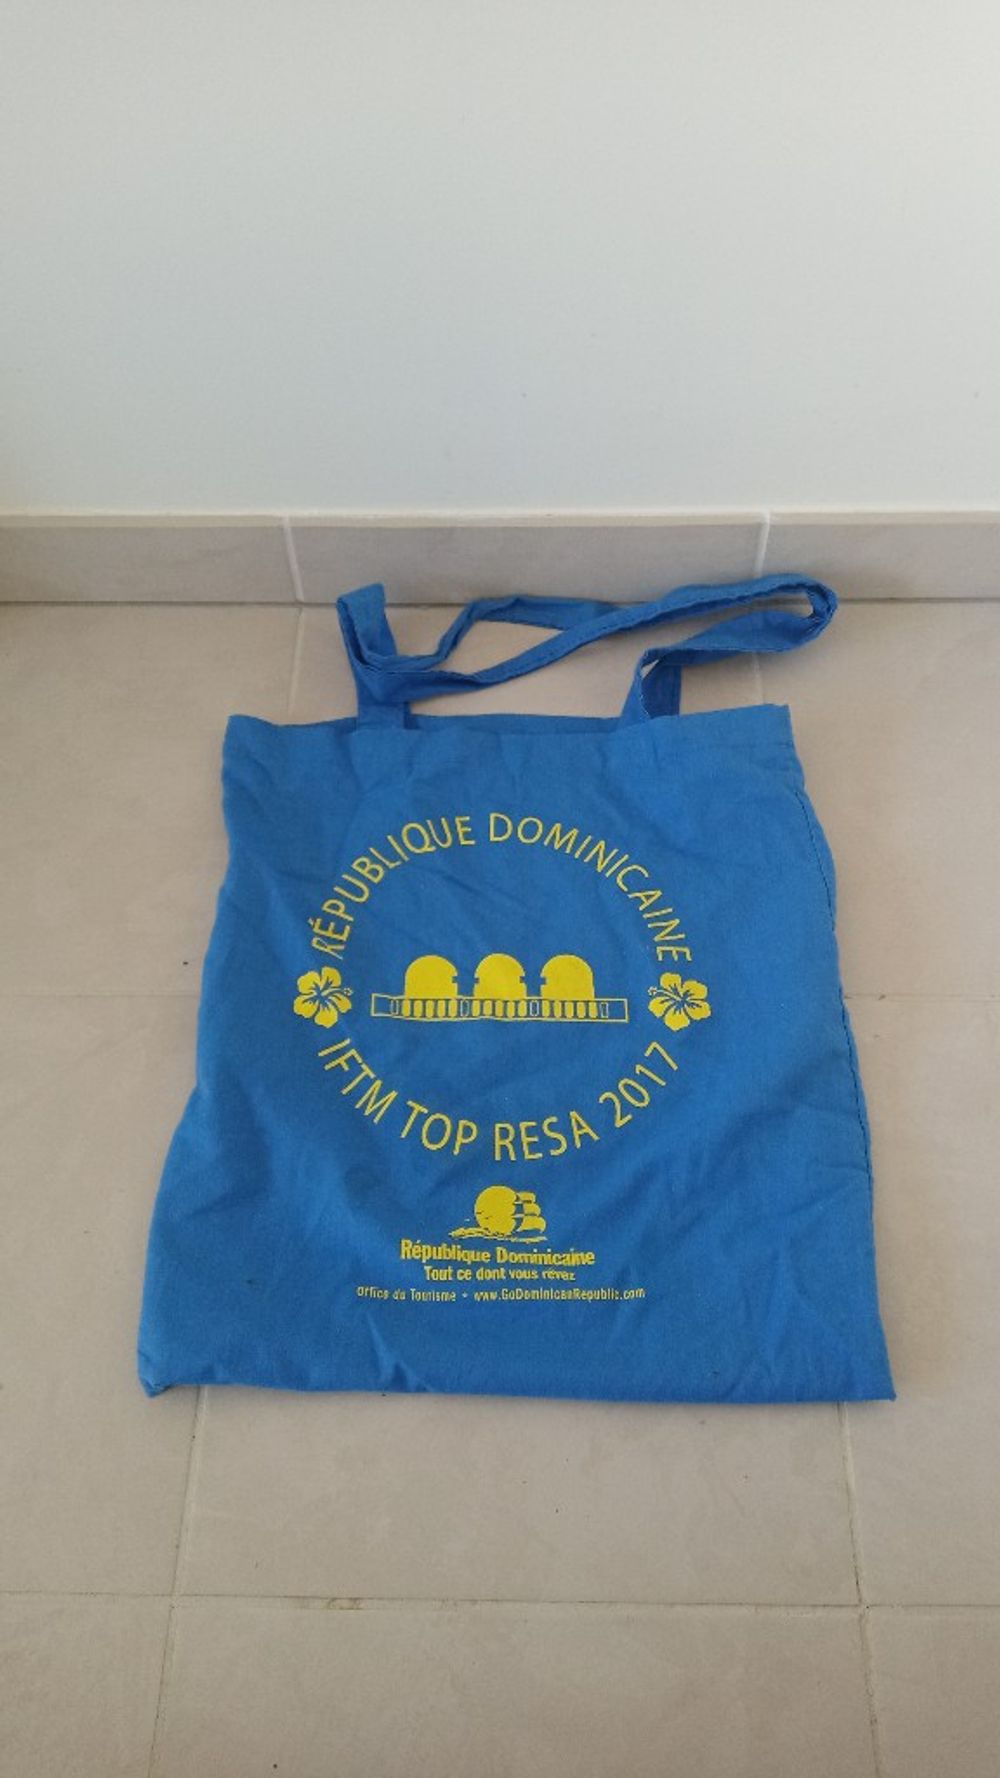 RÉPUBLIQUE DOMINICAINE
IFTM TOP RESA 2017
République Dominicaine
Tout ce dont vous rêvez
Office du Tourisme • www.GoDominicanRepublic.com